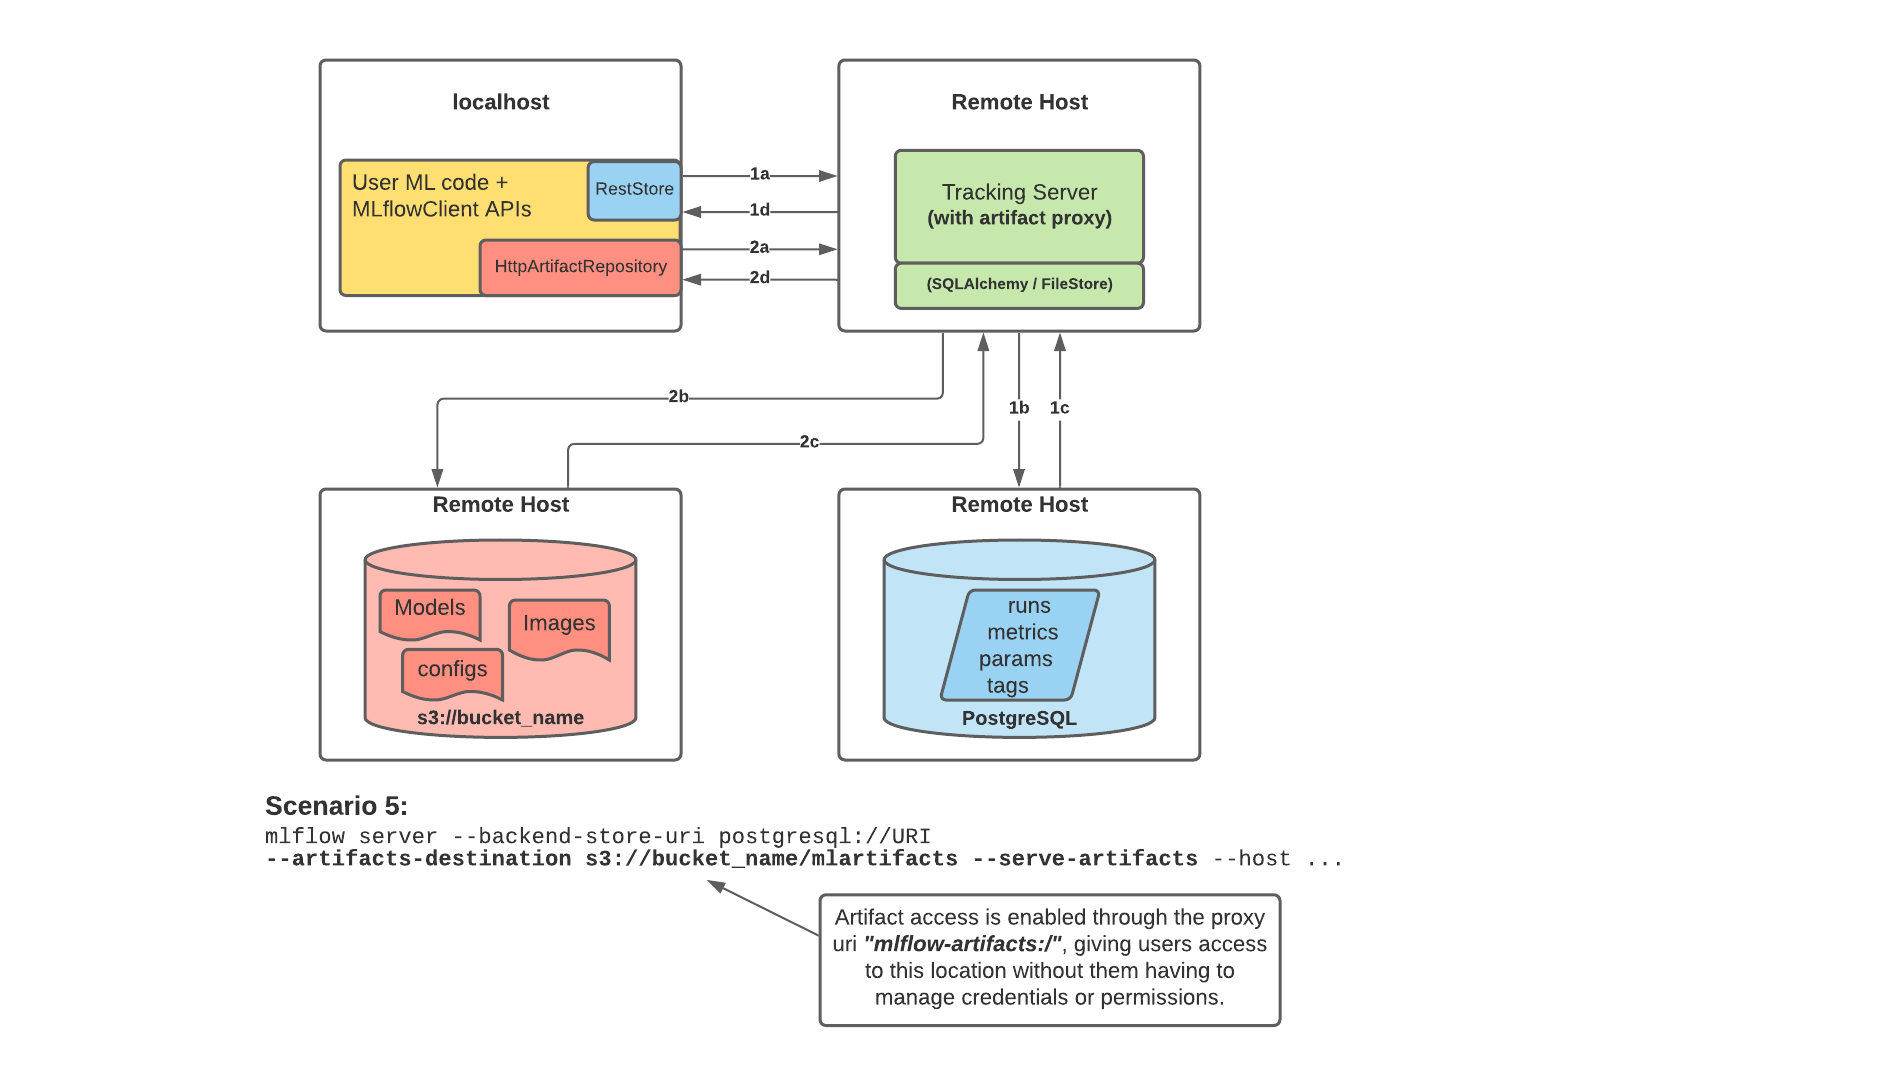 localhost
User ML code +
MLflowClient APIs
RestStore
HttpArtifactRepository
1a
1d
2a
2d
Remote Host
Tracking Server
(with artifact proxy)
(SQLAlchemy / FileStore)
2b
2c
1b
1c
Remote Host
Models
Images
configs
s3://bucket_name
Remote Host
runs
metrics
params
tags
PostgreSQL
Scenario 5:
mlflow server --backend-store-uri postgresql://URI
--artifacts-destination s3://bucket_name/mlartifacts --serve-artifacts --host ...
Artifact access is enabled through the proxy
uri "mlflow-artifacts:/", giving users access
to this location without them having to
manage credentials or permissions.